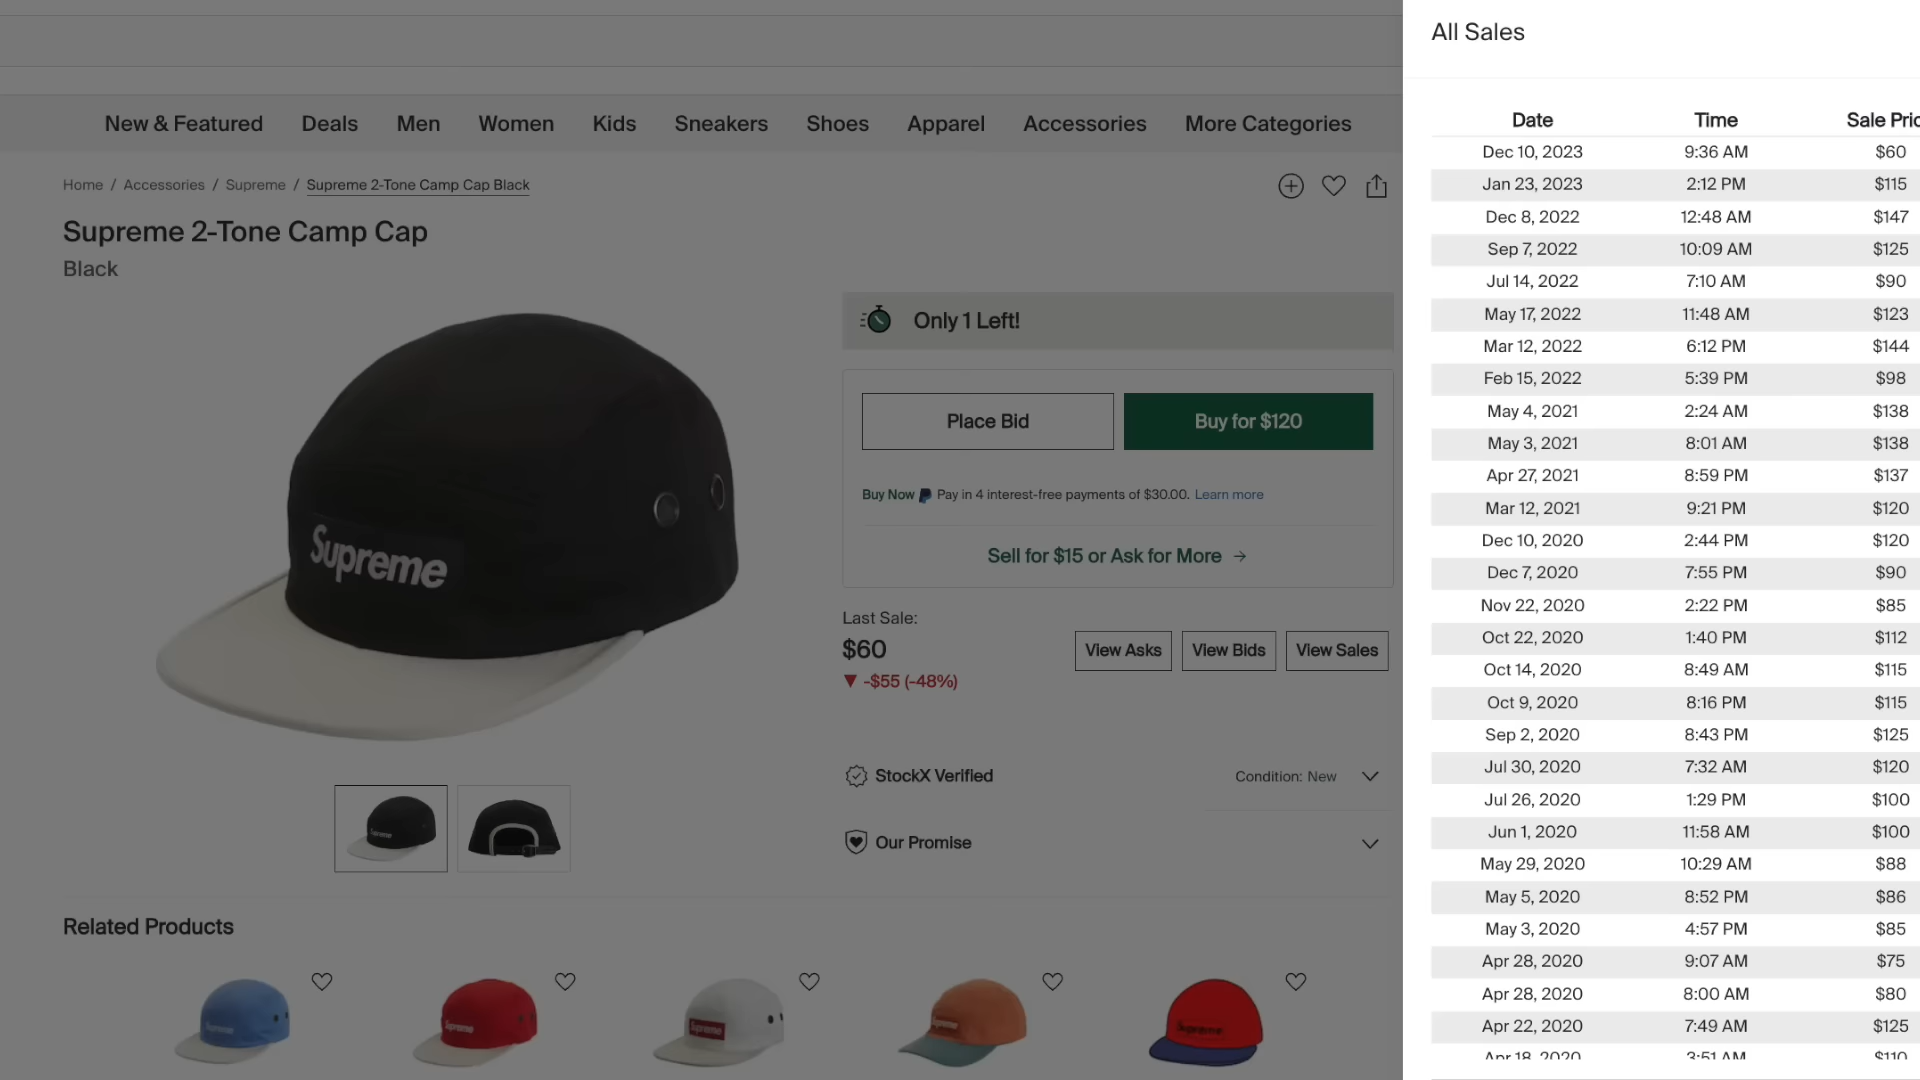 New & Featured Deals Men Women Kids Sneakers Shoes Apparel Accessories More Categories
Home / Accessories / Supreme / Supreme 2-Tone Camp Cap Black
Supreme 2-Tone Camp Cap
Black
Supreme
Only 1 Left!
Place Bid
Buy for $120
Buy Now Pay in 4 interest-free payments of $30.00. Learn more
Sell for $15 or Ask for More →
Last Sale:
$60
▼ -$55 (-48%)
View Asks
View Bids
View Sales
StockX Verified
Condition: New
Our Promise
Related Products
Supreme
Supreme
Supreme
Supreme
Supreme
All Sales
Date Time Sale Pric
Dec 10, 2023 9:36 AM $60
Jan 23, 2023 2:12 PM $115
Dec 8, 2022 12:48 AM $147
Sep 7, 2022 10:09 AM $125
Jul 14, 2022 7:10 AM $90
May 17, 2022 11:48 AM $123
Mar 12, 2022 6:12 PM $144
Feb 15, 2022 5:39 PM $98
May 4, 2021 2:24 AM $138
May 3, 2021 8:01 AM $138
Apr 27, 2021 8:59 PM $137
Mar 12, 2021 9:21 PM $120
Dec 10, 2020 2:44 PM $120
Dec 7, 2020 7:55 PM $90
Nov 22, 2020 2:22 PM $85
Oct 22, 2020 1:40 PM $112
Oct 14, 2020 8:49 AM $115
Oct 9, 2020 8:16 PM $115
Sep 2, 2020 8:43 PM $125
Jul 30, 2020 7:32 AM $120
Jul 26, 2020 1:29 PM $100
Jun 1, 2020 11:58 AM $100
May 29, 2020 10:29 AM $88
May 5, 2020 8:52 PM $86
May 3, 2020 4:57 PM $85
Apr 28, 2020 9:07 AM $75
Apr 28, 2020 8:00 AM $80
Apr 22, 2020 7:49 AM $125
Apr 18, 2020 3:51 AM $110